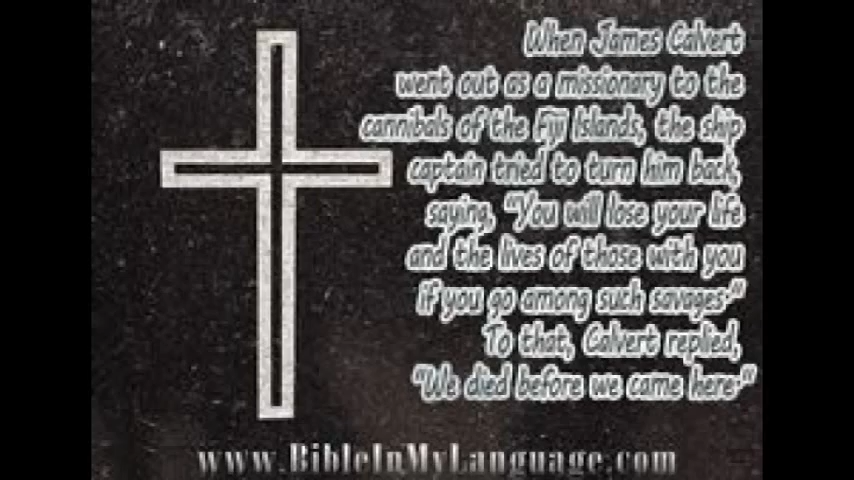 When James Calvert
went out as a missionary to the
cannibals of the Fiji Islands, the ship
captain tried to turn him back,
saying, "You will lose your life
and the lives of those with you
if you go among such savages."
To that, Calvert replied,
"We died before we came here."
www.BibleInMyLanguage.com